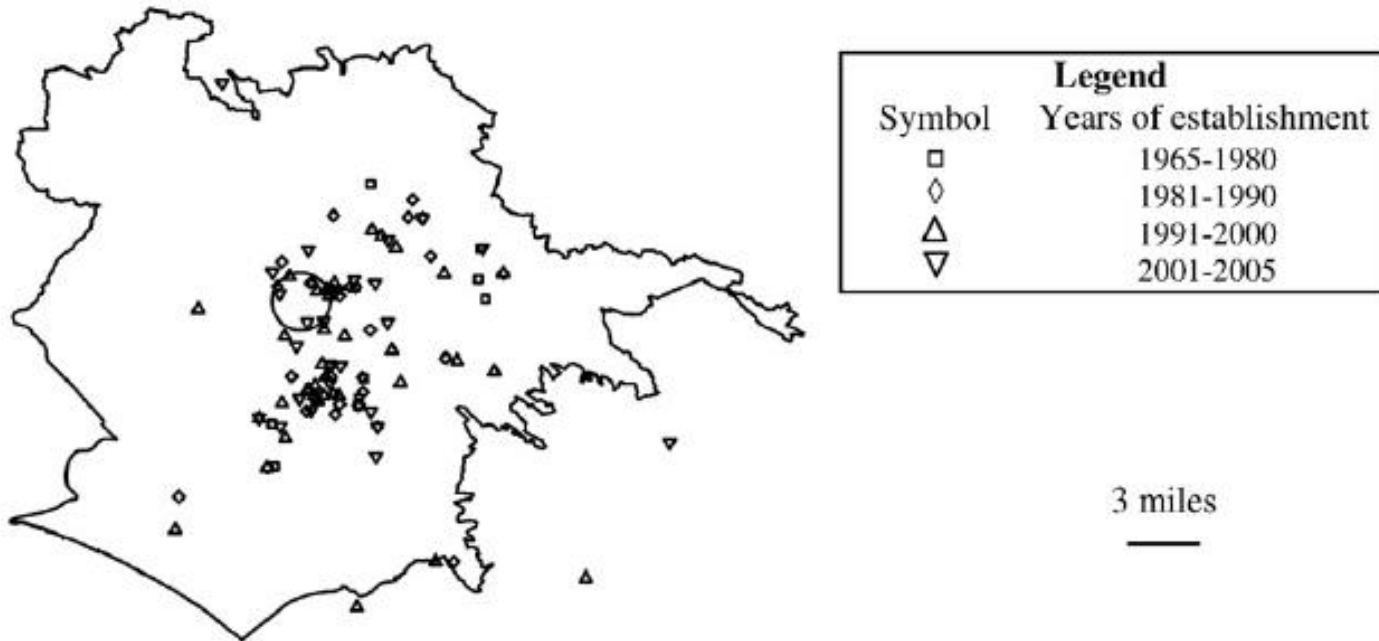 Legend
Symbol Years of establishment
1965-1980
1981-1990
1991-2000
2001-2005
3 miles